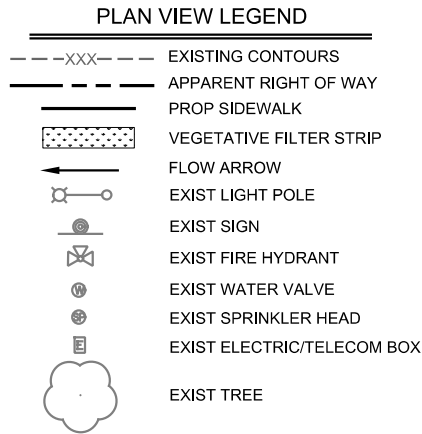 PLAN VIEW LEGEND
XXX EXISTING CONTOURS
APPARENT RIGHT OF WAY
PROP SIDEWALK
VEGETATIVE FILTER STRIP
FLOW ARROW
EXIST LIGHT POLE
EXIST SIGN
EXIST FIRE HYDRANT
W EXIST WATER VALVE
SP EXIST SPRINKLER HEAD
E EXIST ELECTRIC/TELECOM BOX
EXIST TREE